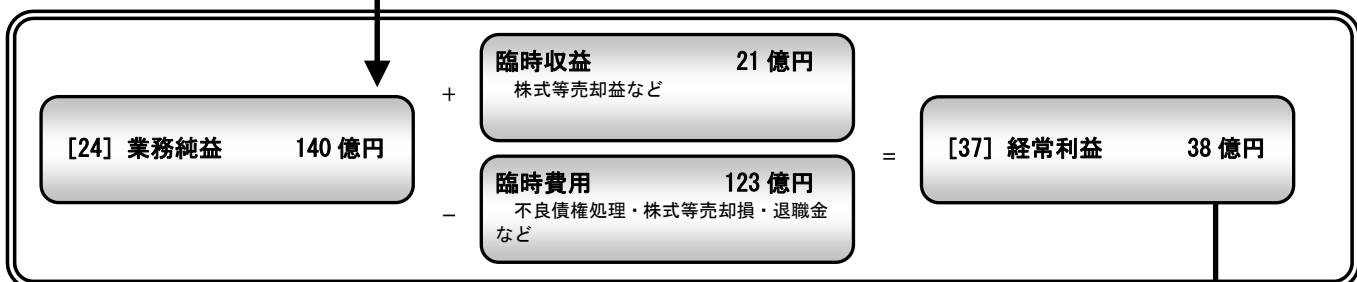 臨時収益 21 億円
株式等売却益など
+
[24] 業務純益 140 億円
[37] 経常利益 38 億円
=
臨時費用 123 億円
不良債権処理・株式等売却損・退職金
など
−